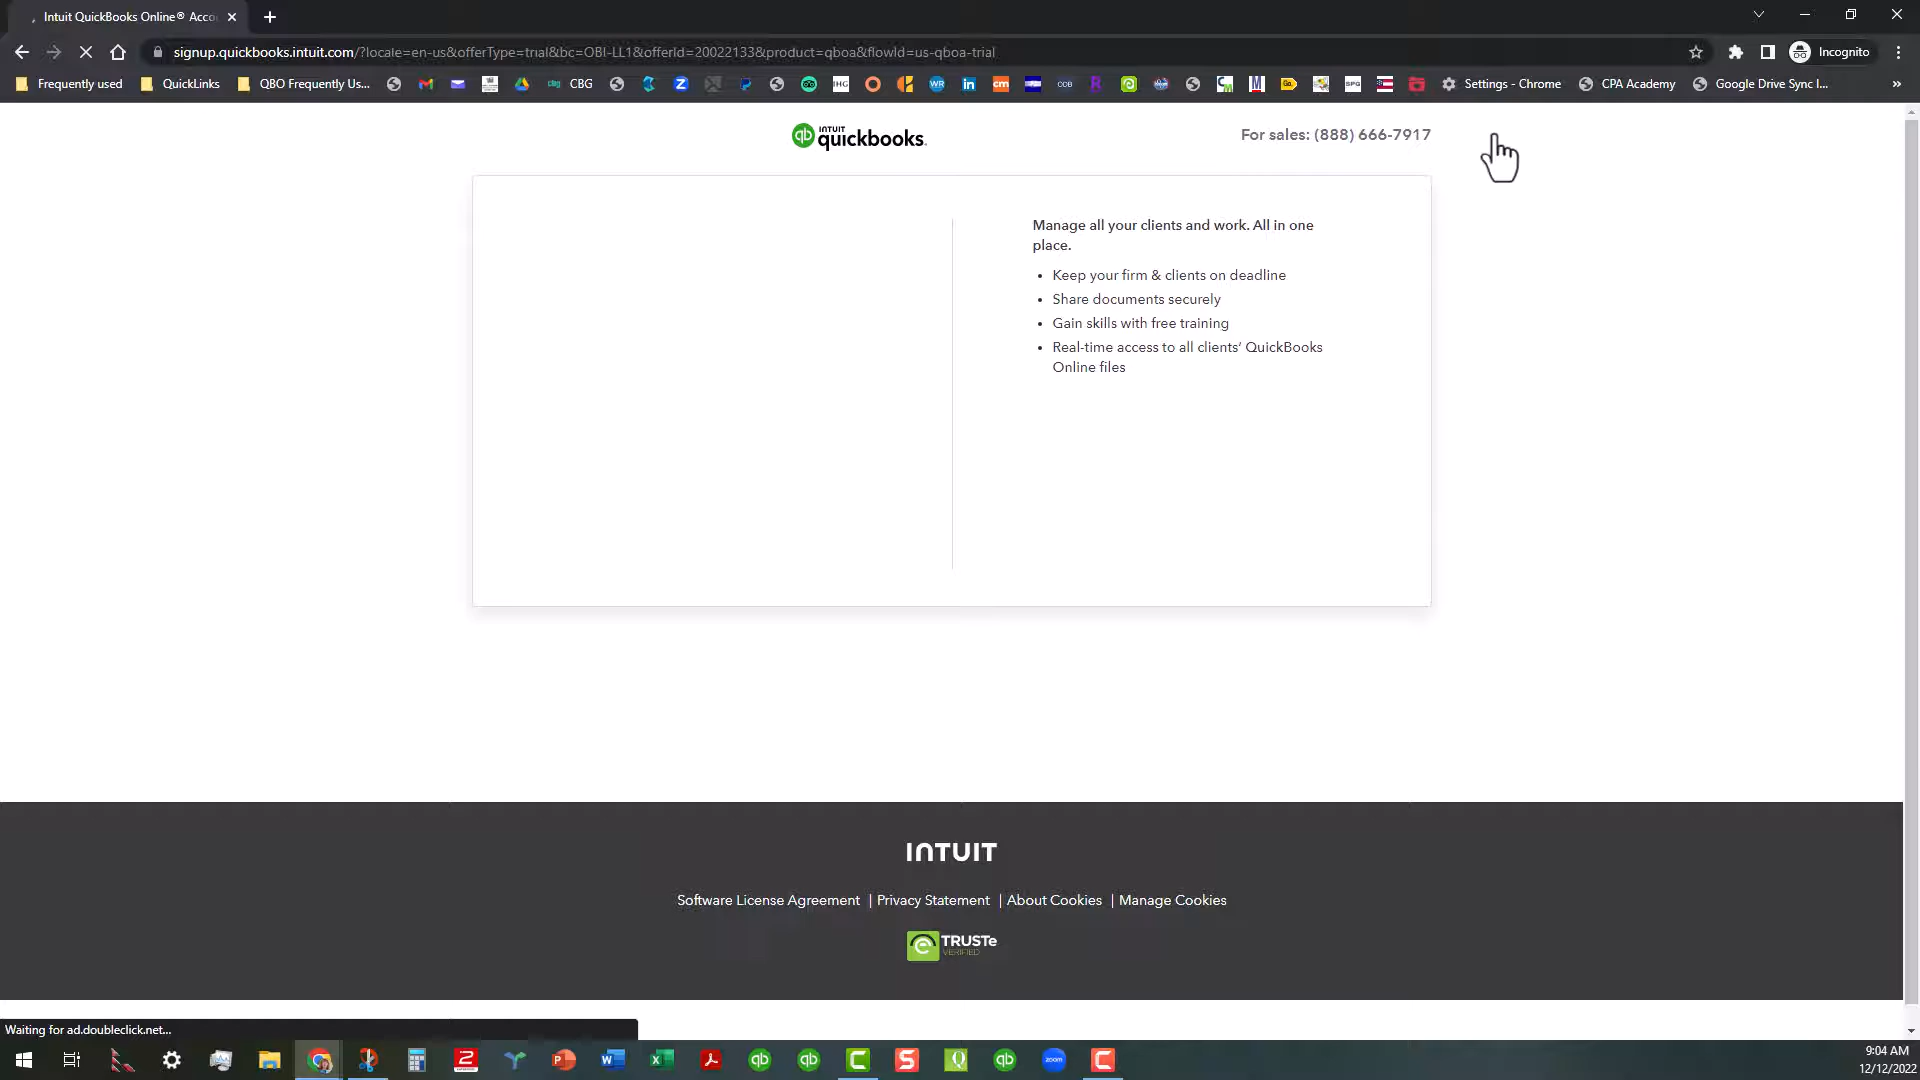 Intuit QuickBooks Online® Acco
signup.quickbooks.intuit.com/?locale=en-us&offerType=trial&bc=OBI-LL1&offerId=20022133&product=qboa&flowId=us-qboa-trial
Incognito
Frequently used
QuickLinks
QBO Frequently Us...
CBG
Settings - Chrome
CPA Academy
Google Drive Sync I...
»
INTUIT
quickbooks.
For sales: (888) 666-7917
Manage all your clients and work. All in one
place.
• Keep your firm & clients on deadline
• Share documents securely
• Gain skills with free training
• Real-time access to all clients’ QuickBooks
Online files
INTUIT
Software License Agreement | Privacy Statement | About Cookies | Manage Cookies
TRUSTe
VERIFIED
Waiting for ad.doubleclick.net...
9:04 AM
12/12/2022